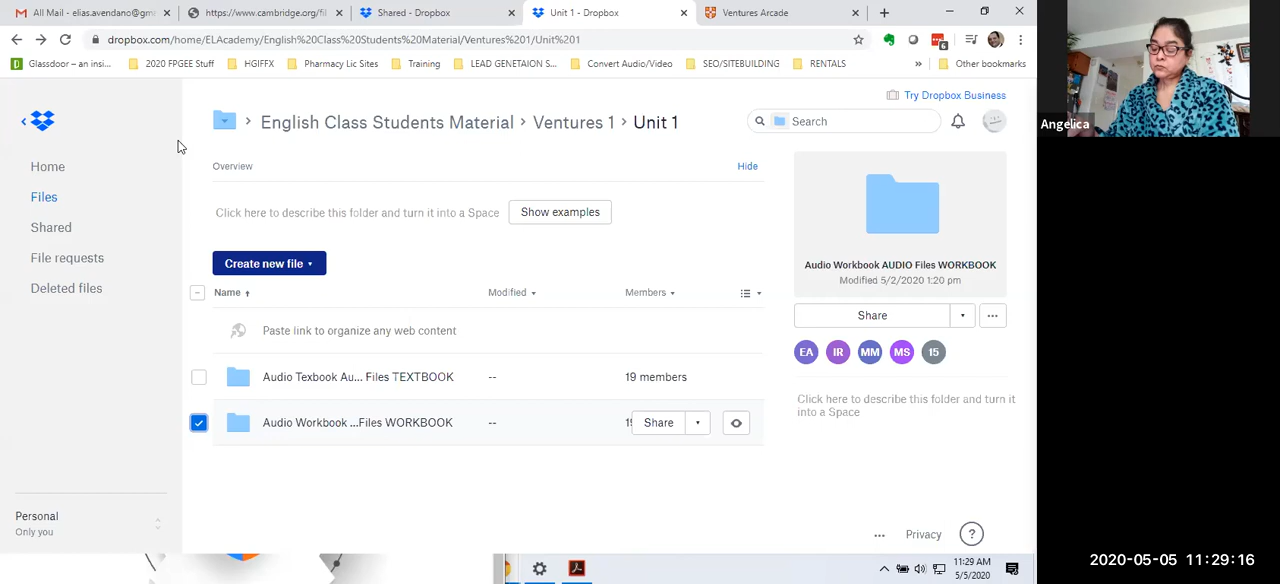 All Mail - elias.avendano@gm
https://www.cambridge.org/fil
Shared - Dropbox
Unit 1 - Dropbox
Ventures Arcade
dropbox.com/home/ELAcademy/English%20Class%20Students%20Material/Ventures%201/Unit%201
6
Glassdoor – an insi...
2020 FPGEE Stuff
HGIFFX
Pharmacy Lic Sites
Training
LEAD GENETAION S...
Convert Audio/Video
SEO/SITEBUILDING
RENTALS
»
Other bookmarks
Try Dropbox Business
English Class Students Material › Ventures 1 › Unit 1
Search
Angelica
Home
Files
Shared
File requests
Deleted files
Overview
Hide
Click here to describe this folder and turn it into a Space
Show examples
Create new file
Name
Modified
Members
Paste link to organize any web content
Audio Texbook Au... Files TEXTBOOK
--
19 members
Audio Workbook ...Files WORKBOOK
--
Share
Audio Workbook AUDIO Files WORKBOOK
Modified 5/2/2020 1:20 pm
Share
...
EA
IR
MM
MS
15
Click here to describe this folder and turn it
into a Space
Personal
Only you
...
Privacy
?
11:29 AM
5/5/2020
2020-05-05 11:29:16